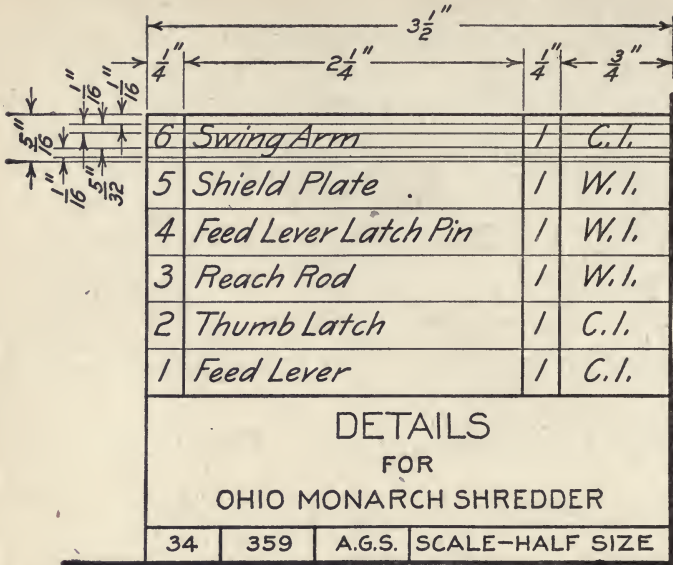 3 1/2"
1/4" 2 1/4" 1/4" 3/4"
1/16" 1/16"
5/16"
1/16" 5/32"
6 Swing Arm 1 C.I.
5 Shield Plate 1 W.I.
4 Feed Lever Latch Pin 1 W.I.
3 Reach Rod 1 W.I.
2 Thumb Latch 1 C.I.
1 Feed Lever 1 C.I.
DETAILS
FOR
OHIO MONARCH SHREDDER
34 359 A.G.S. SCALE-HALF SIZE